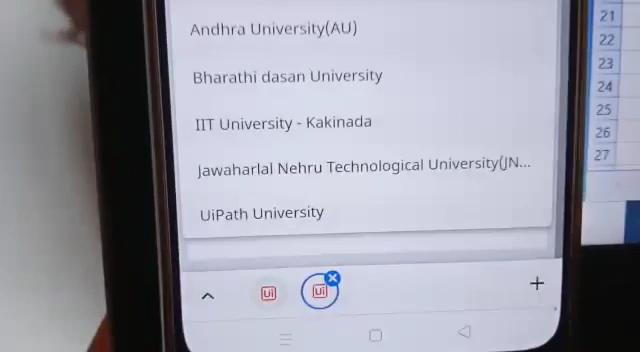 Andhra University(AU)
Bharathi dasan University
IIT University - Kakinada
Jawaharlal Nehru Technological University(JN...
UiPath University
Ui
Ui
21
22
23
24
25
26
27